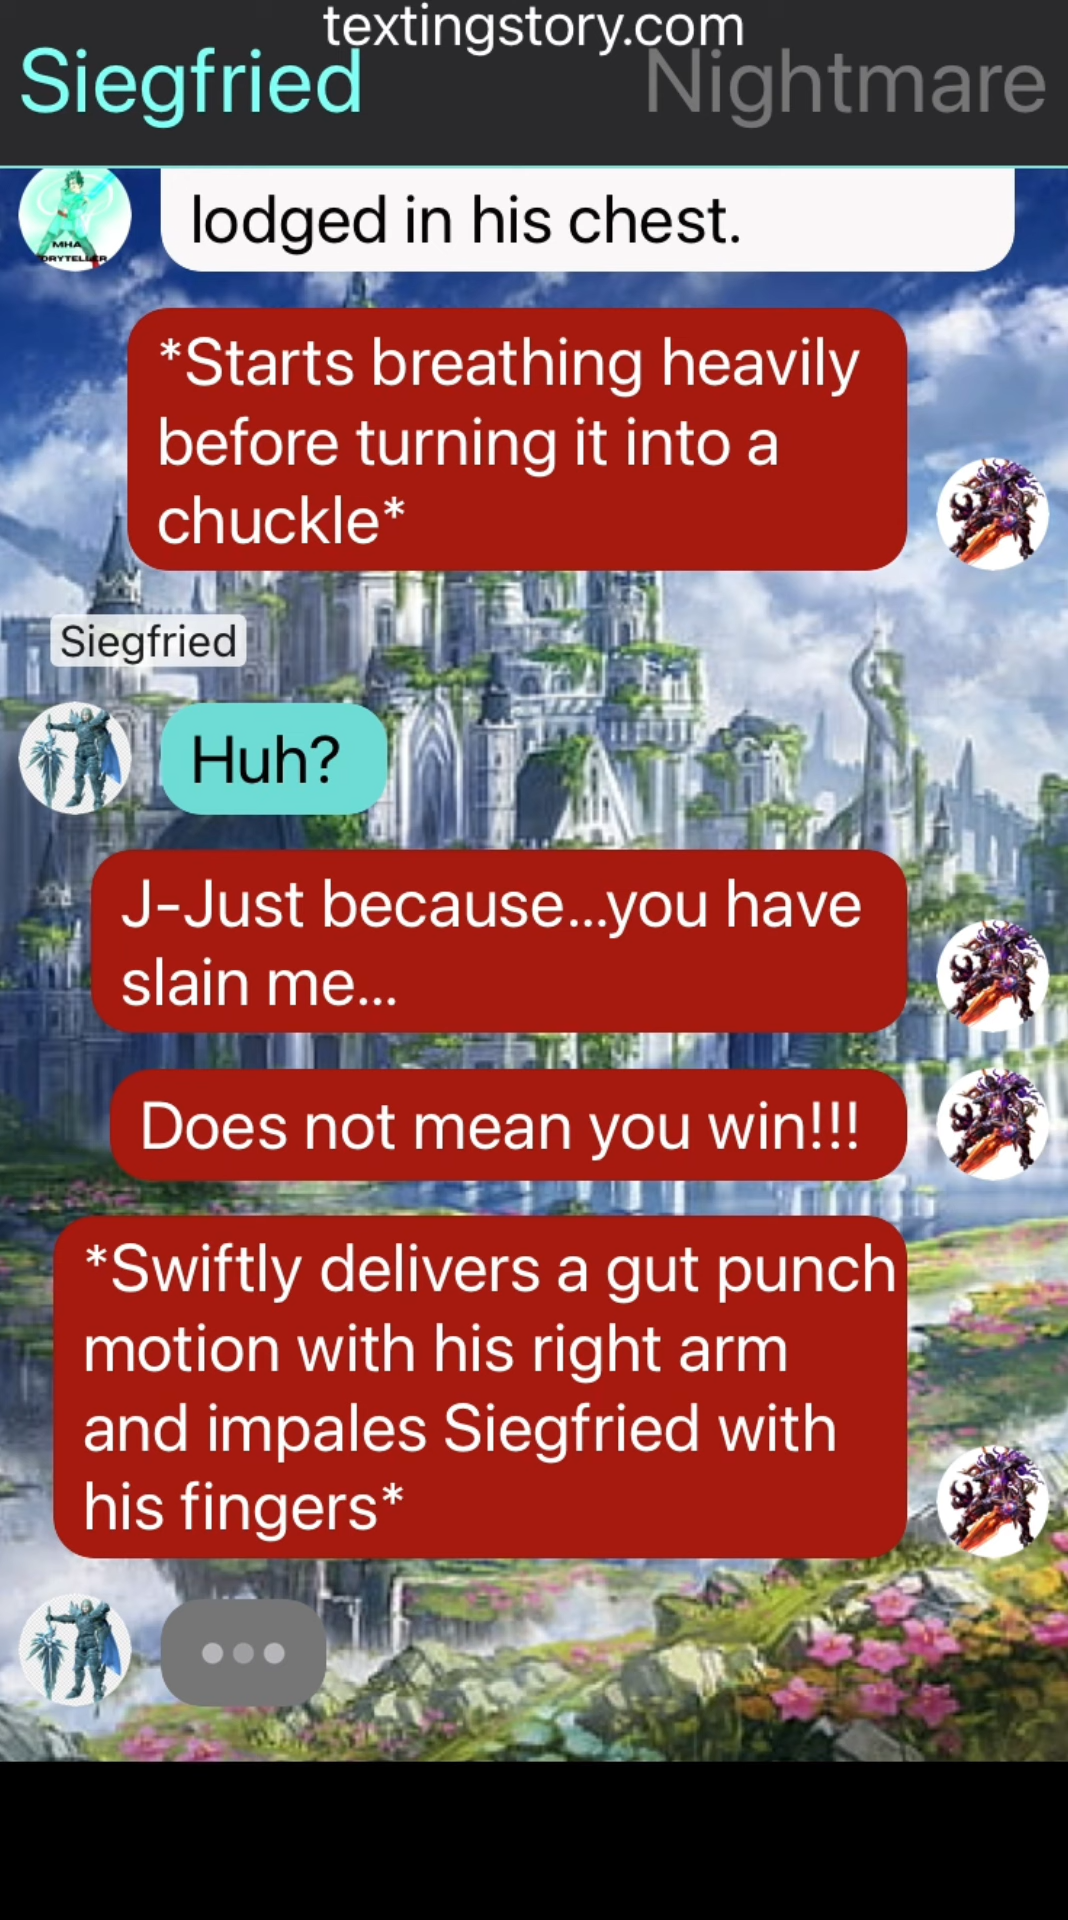 textingstory.com
Siegfried
Nightmare
MHA
lodged in his chest.
*Starts breathing heavily
before turning it into a
chuckle*
Siegfried
Huh?
J-Just because...you have
slain me...
Does not mean you win!!!
*Swiftly delivers a gut punch
motion with his right arm
and impales Siegfried with
his fingers*